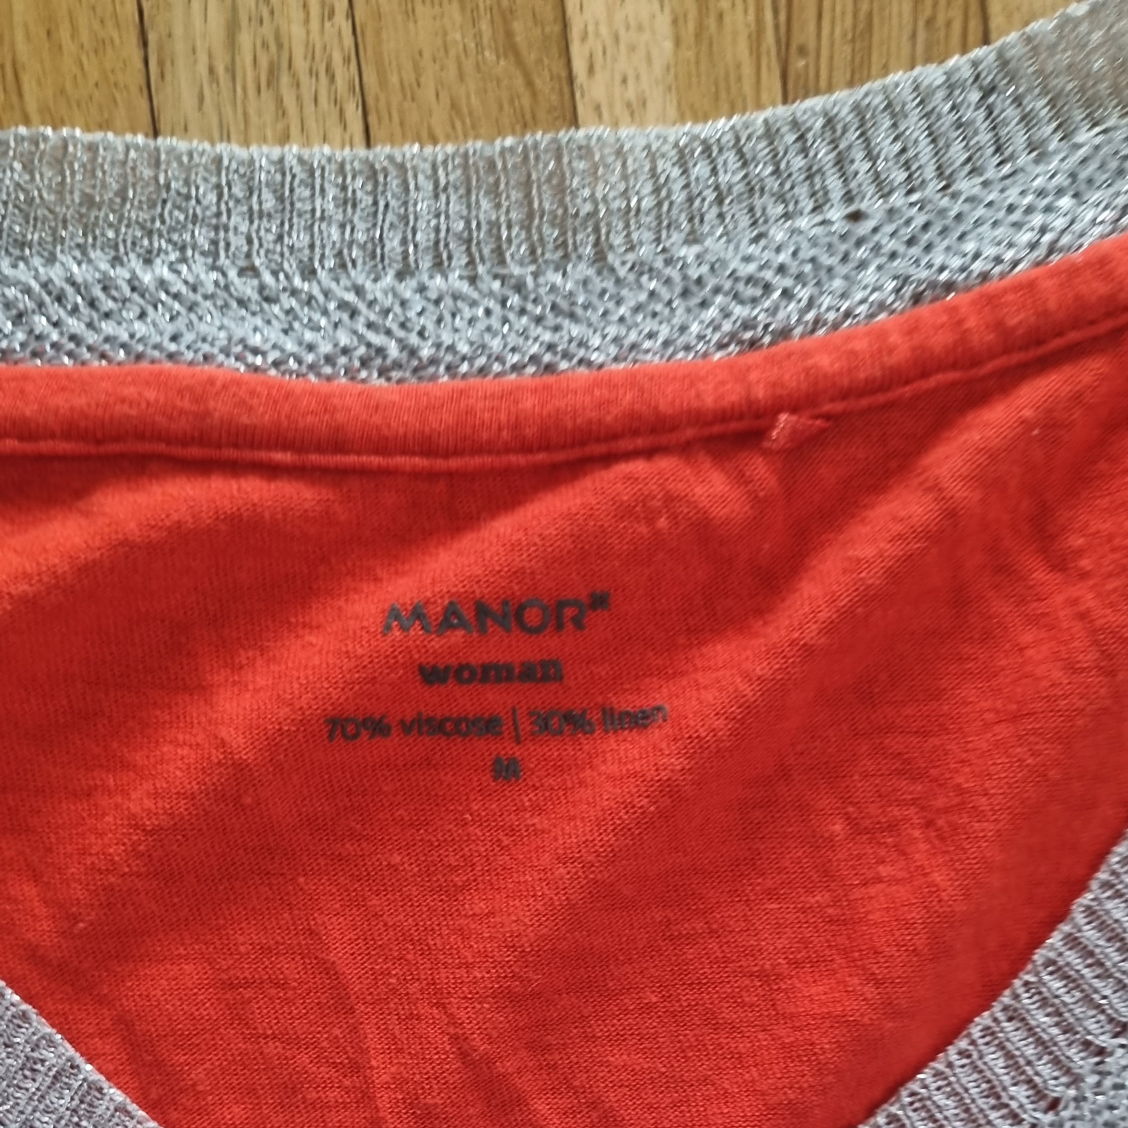 MANOR"
woman
70% viscose | 30% linen
M